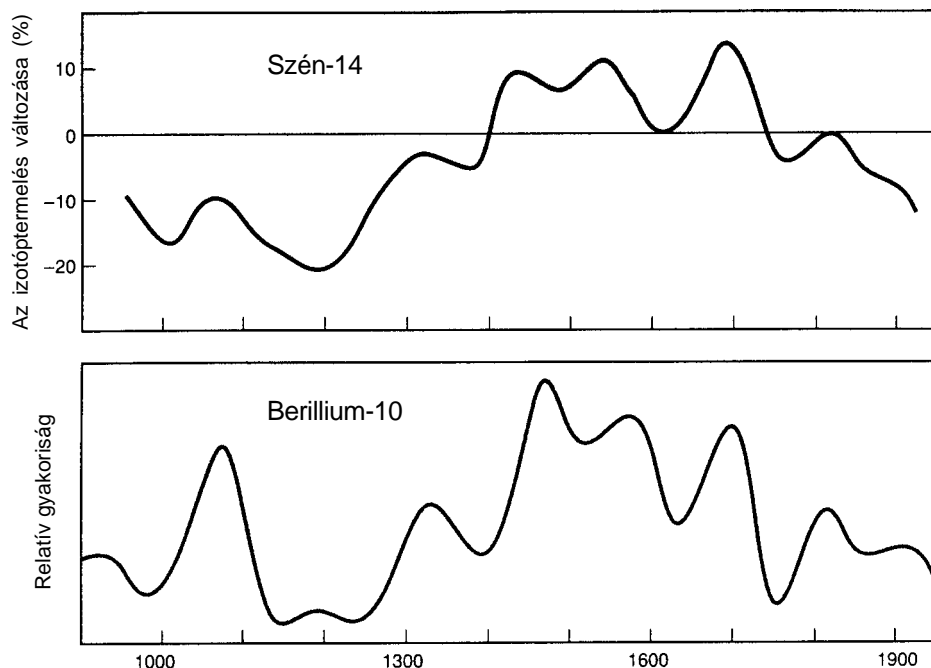 Az izotóptermelés változása (%)
Szén-14
10
0
−10
−20
Relatív gyakoriság
Berillium-10
1000 1300 1600 1900